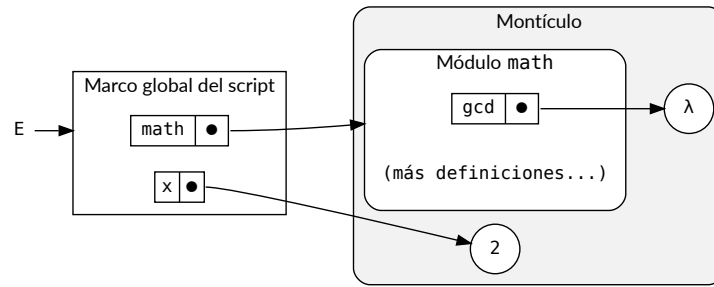 Montículo
Marco global del script
Módulo math
E
math
gcd
λ
x
(más definiciones...)
2